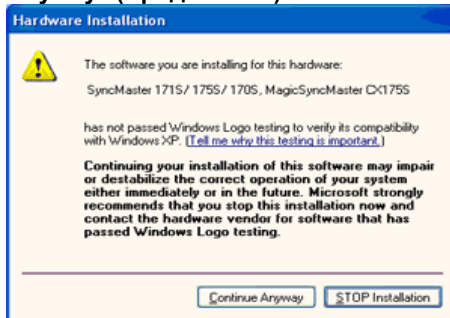 Hardware Installation
The software you are installing for this hardware:
SyncMaster 171S/ 175S/ 170S, MagicSyncMaster CX175S
has not passed Windows Logo testing to verify its compatibility
with Windows XP. (Tell me why this testing is important.)
Continuing your installation of this software may impair
or destabilize the correct operation of your system
either immediately or in the future. Microsoft strongly
recommends that you stop this installation now and
contact the hardware vendor for software that has
passed Windows Logo testing.
Continue Anyway STOP Installation